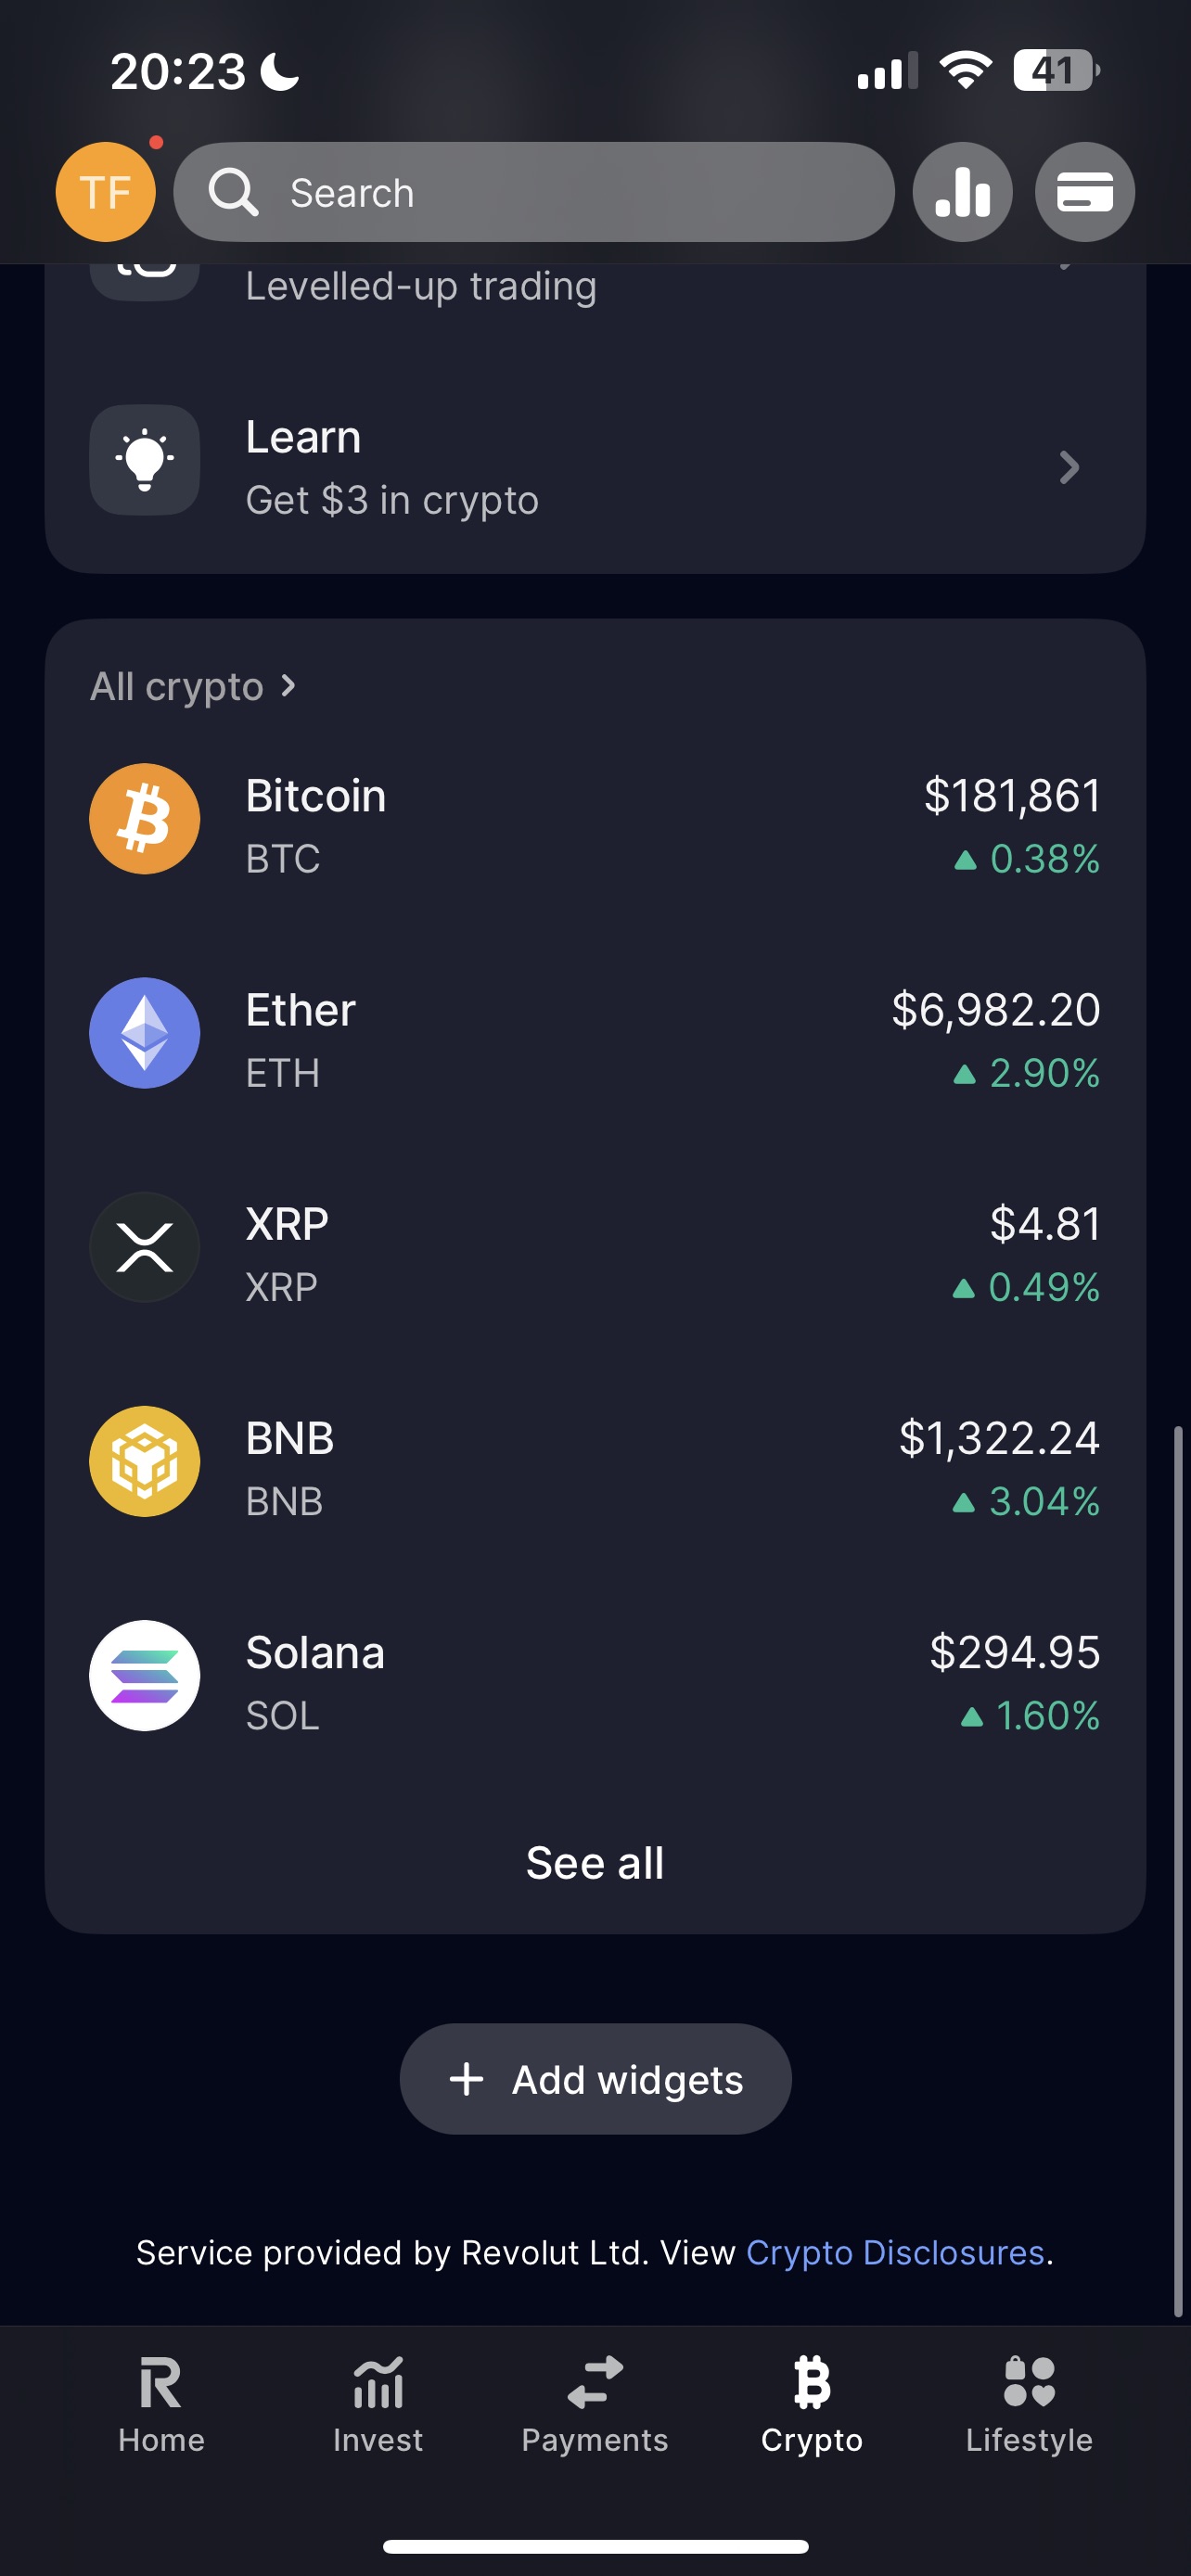 20:23
41
TF
Search
Levelled-up trading
Learn
Get $3 in crypto
All crypto
Bitcoin
$181,861
BTC
0.38%
Ether
$6,982.20
ETH
2.90%
XRP
$4.81
XRP
0.49%
BNB
$1,322.24
BNB
3.04%
Solana
$294.95
SOL
1.60%
See all
+ Add widgets
Service provided by Revolut Ltd. View Crypto Disclosures.
Home
Invest
Payments
Crypto
Lifestyle